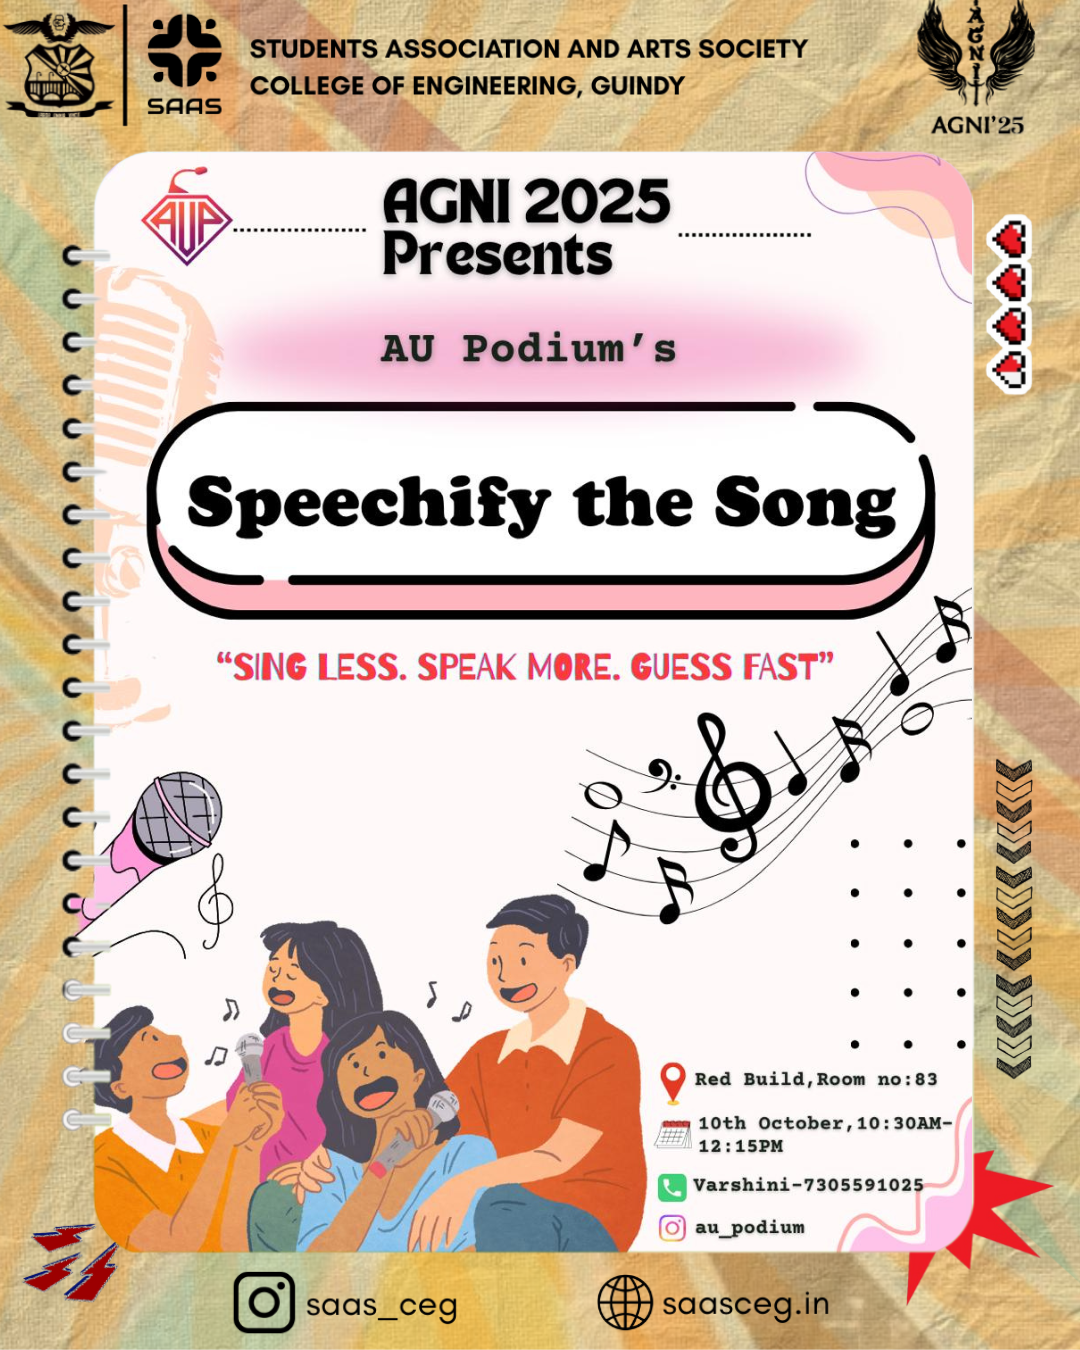 SAAS
STUDENTS ASSOCIATION AND ARTS SOCIETY
COLLEGE OF ENGINEERING, GUINDY
AGNI
AGNI'25
AUP
AGNI 2025
Presents
AU Podium's
Speechify the Song
“SING LESS. SPEAK MORE. GUESS FAST”
Red Build,Room no:83
10th October,10:30AM-
12:15PM
Varshini-7305591025
au_podium
saas_ceg
saasceg.in